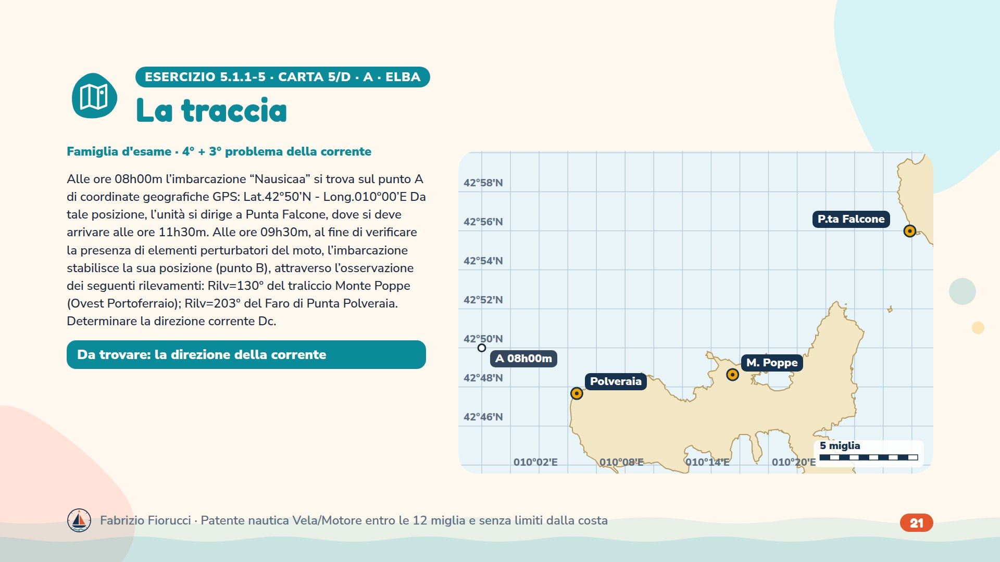 ESERCIZIO 5.1.1-5 · CARTA 5/D · A · ELBA
La traccia
Famiglia d'esame · 4° + 3° problema della corrente
Alle ore 08h00m l’imbarcazione “Nausicaa” si trova sul punto A
di coordinate geografiche GPS: Lat.42°50’N - Long.010°00’E Da
tale posizione, l’unità si dirige a Punta Falcone, dove si deve
arrivare alle ore 11h30m. Alle ore 09h30m, al fine di verificare
la presenza di elementi perturbatori del moto, l’imbarcazione
stabilisce la sua posizione (punto B), attraverso l’osservazione
dei seguenti rilevamenti: Rilv=130° del traliccio Monte Poppe
(Ovest Portoferraio); Rilv=203° del Faro di Punta Polveraia.
Determinare la direzione corrente Dc.
Da trovare: la direzione della corrente
42°58'N
42°56'N
P.ta Falcone
42°54'N
42°52'N
42°50'N
A 08h00m
M. Poppe
42°48'N
Polveraia
42°46'N
5 miglia
010°02'E
010°08'E
010°14'E
010°20'E
Fabrizio Fiorucci · Patente nautica Vela/Motore entro le 12 miglia e senza limiti dalla costa
21